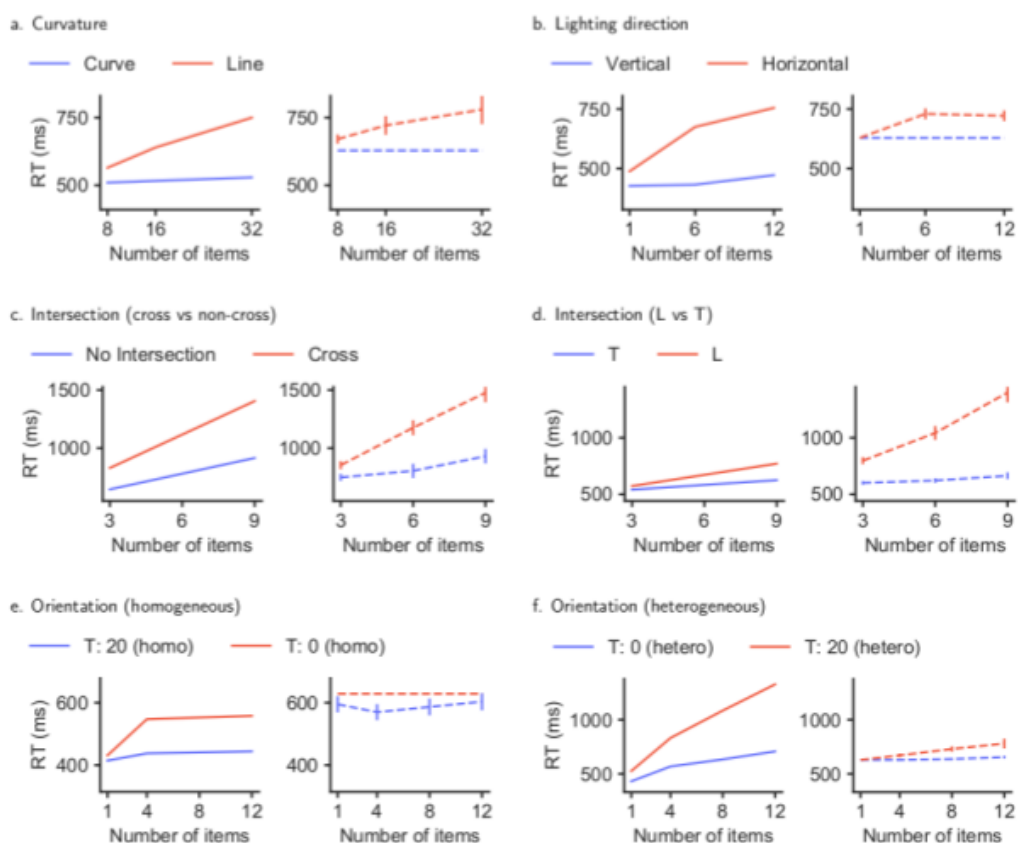 a. Curvature
Curve Line
750
500
RT (ms)
8 16 32
Number of items
750
500
8 16 32
Number of items
b. Lighting direction
Vertical Horizontal
750
500
RT (ms)
1 6 12
Number of items
750
500
1 6 12
Number of items
c. Intersection (cross vs non-cross)
No Intersection Cross
1500
1000
RT (ms)
3 6 9
Number of items
1500
1000
3 6 9
Number of items
d. Intersection (L vs T)
T L
1000
500
RT (ms)
3 6 9
Number of items
1000
500
3 6 9
Number of items
e. Orientation (homogeneous)
T: 20 (homo) T: 0 (homo)
600
400
RT (ms)
1 4 8 12
Number of items
600
400
1 4 8 12
Number of items
f. Orientation (heterogeneous)
T: 0 (hetero) T: 20 (hetero)
1000
500
RT (ms)
1 4 8 12
Number of items
1000
500
1 4 8 12
Number of items